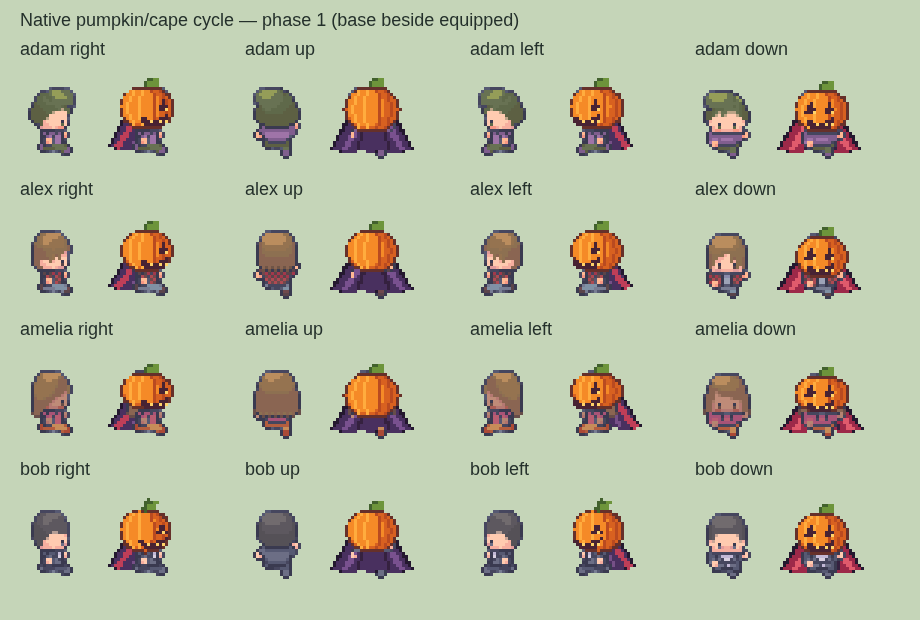 Native pumpkin/cape cycle — phase 1 (base beside equipped)
adam right adam up adam left adam down
alex right alex up alex left alex down
amelia right amelia up amelia left amelia down
bob right bob up bob left bob down